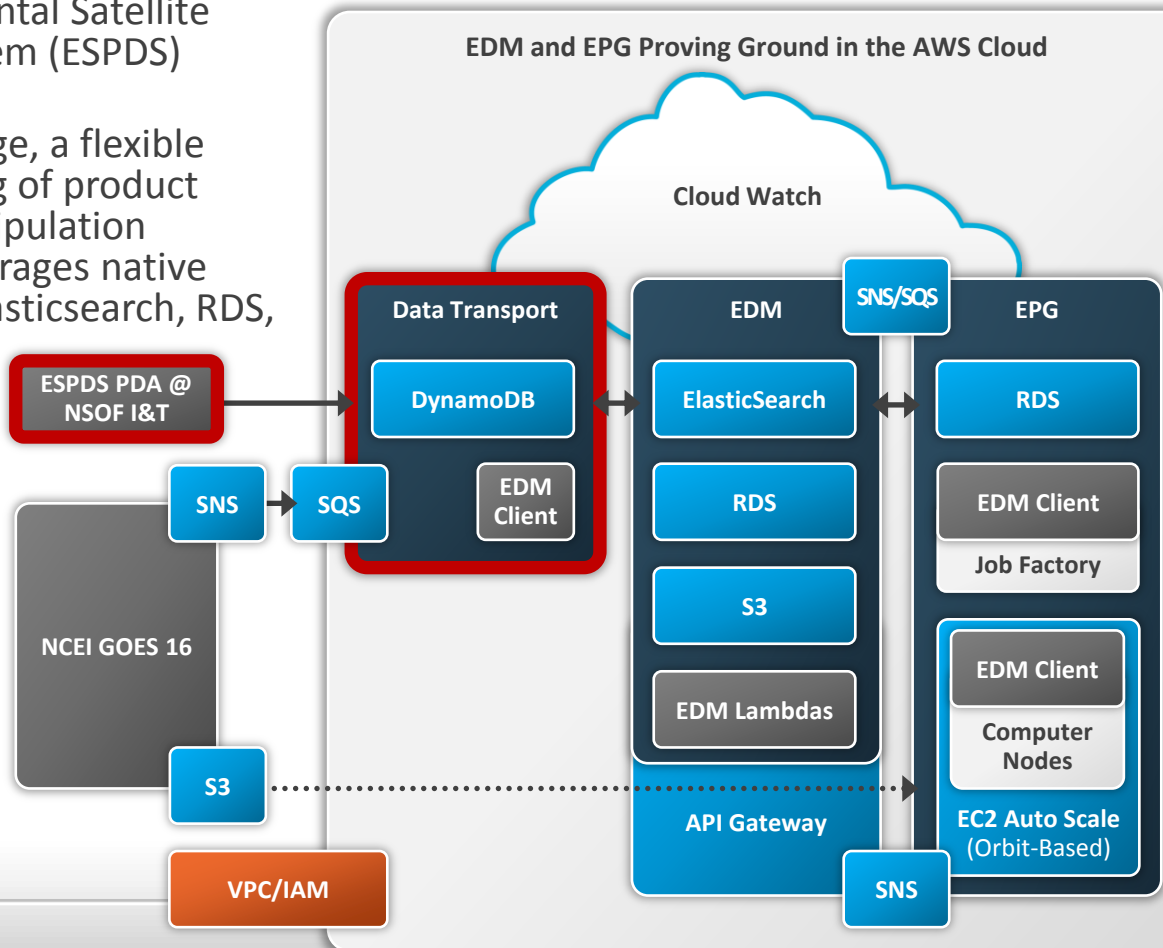 ntal Satellite
em (ESPDS)
ge, a flexible
g of product
ipulation
rages native
asticsearch, RDS,
EDM and EPG Proving Ground in the AWS Cloud
Cloud Watch
ESPDS PDA @
NSOF I&T
SNS
SQS
NCEI GOES 16
S3
VPC/IAM
Data Transport
DynamoDB
EDM
Client
EDM
ElasticSearch
RDS
S3
EDM Lambdas
API Gateway
SNS/SQS
EPG
RDS
EDM Client
Job Factory
EDM Client
Computer
Nodes
EC2 Auto Scale
(Orbit-Based)
SNS